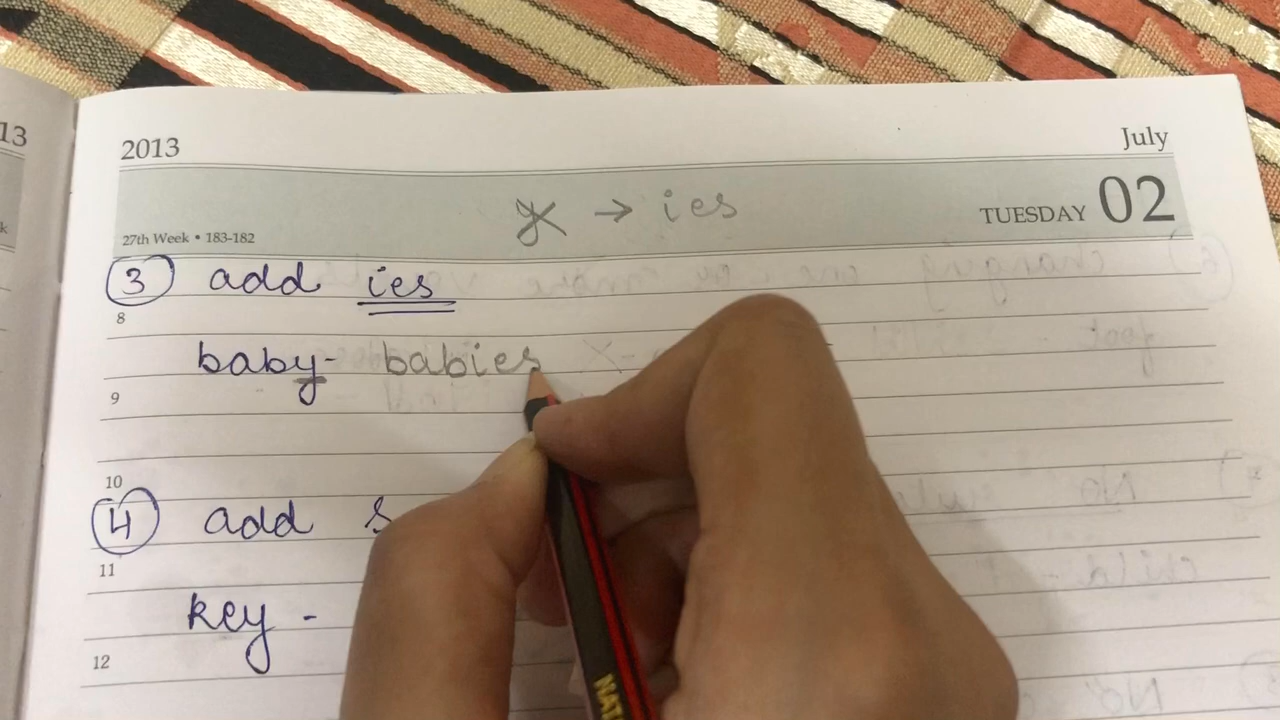 13
2013
July
y → ies
TUESDAY 02
27th Week • 183-182
k
3 add ies
8
baby- babies
9
10
4 add s
11
key -
12
NAT